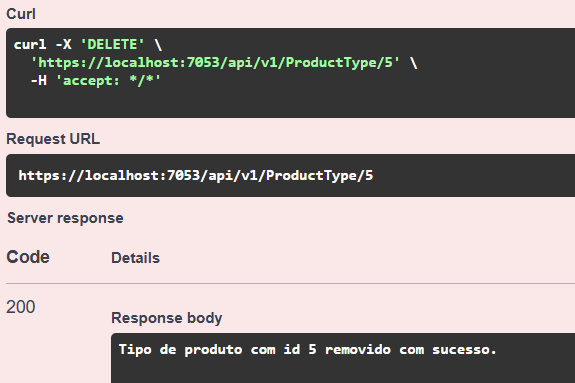 Curl
curl -X 'DELETE' \
  'https://localhost:7053/api/v1/ProductType/5' \
  -H 'accept: */*'
Request URL
https://localhost:7053/api/v1/ProductType/5
Server response
Code Details
200
Response body
Tipo de produto com id 5 removido com sucesso.